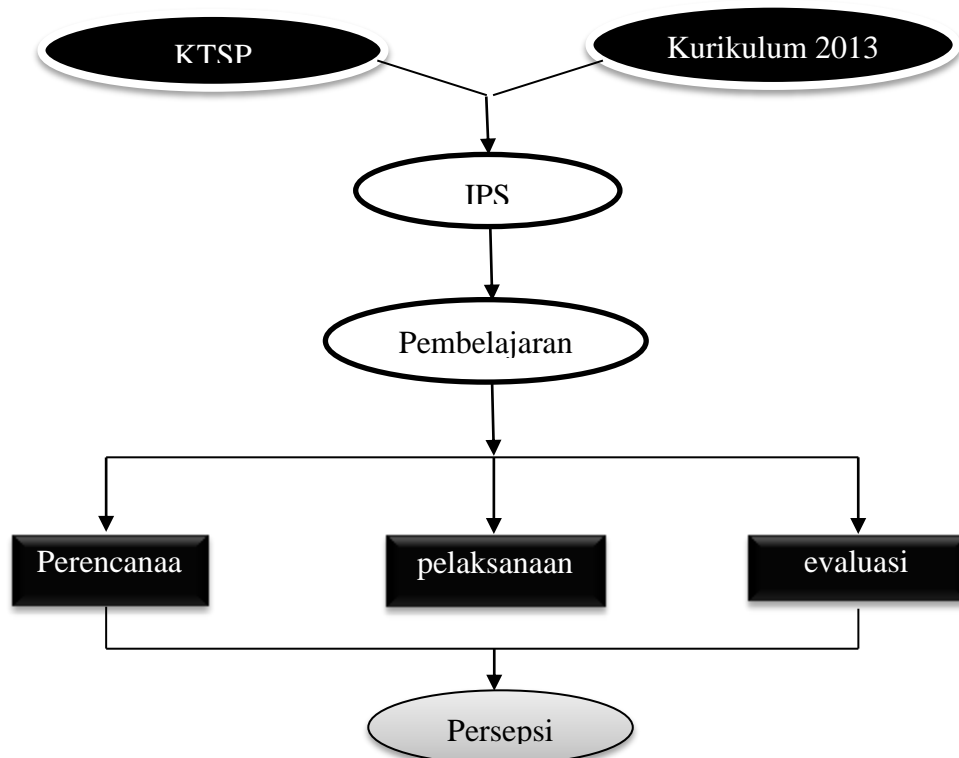 KTSP
Kurikulum 2013
IPS
Pembelajaran
Perencanaa
pelaksanaan
evaluasi
Persepsi